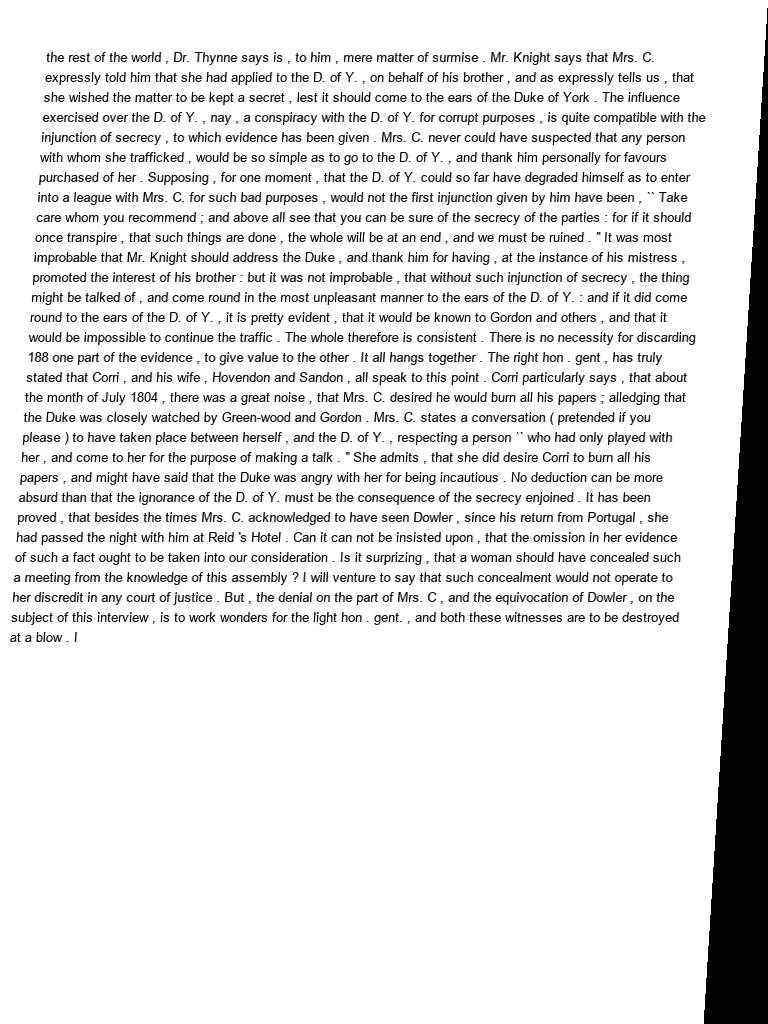 the rest of the world , Dr. Thynne says is , to him , mere matter of surmise . Mr. Knight says that Mrs. C.
expressly told him that she had applied to the D. of Y. , on behalf of his brother , and as expressly tells us , that
she wished the matter to be kept a secret , lest it should come to the ears of the Duke of York . The influence
exercised over the D. of Y. , nay , a conspiracy with the D. of Y. for corrupt purposes , is quite compatible with the
injunction of secrecy , to which evidence has been given . Mrs. C. never could have suspected that any person
with whom she trafficked , would be so simple as to go to the D. of Y. , and thank him personally for favours
purchased of her . Supposing , for one moment , that the D. of Y. could so far have degraded himself as to enter
into a league with Mrs. C. for such bad purposes , would not the first injunction given by him have been , `` Take
care whom you recommend ; and above all see that you can be sure of the secrecy of the parties : for if it should
once transpire , that such things are done , the whole will be at an end , and we must be ruined . " It was most
improbable that Mr. Knight should address the Duke , and thank him for having , at the instance of his mistress ,
promoted the interest of his brother : but it was not improbable , that without such injunction of secrecy , the thing
might be talked of , and come round in the most unpleasant manner to the ears of the D. of Y. : and if it did come
round to the ears of the D. of Y. , it is pretty evident , that it would be known to Gordon and others , and that it
would be impossible to continue the traffic . The whole therefore is consistent . There is no necessity for discarding
188 one part of the evidence , to give value to the other . It all hangs together . The right hon . gent , has truly
stated that Corri , and his wife , Hovendon and Sandon , all speak to this point . Corri particularly says , that about
the month of July 1804 , there was a great noise , that Mrs. C. desired he would burn all his papers ; alledging that
the Duke was closely watched by Green-wood and Gordon . Mrs. C. states a conversation ( pretended if you
please ) to have taken place between herself , and the D. of Y. , respecting a person `` who had only played with
her , and come to her for the purpose of making a talk . " She admits , that she did desire Corri to burn all his
papers , and might have said that the Duke was angry with her for being incautious . No deduction can be more
absurd than that the ignorance of the D. of Y. must be the consequence of the secrecy enjoined . It has been
proved , that besides the times Mrs. C. acknowledged to have seen Dowler , since his return from Portugal , she
had passed the night with him at Reid 's Hotel . Can it can not be insisted upon , that the omission in her evidence
of such a fact ought to be taken into our consideration . Is it surprizing , that a woman should have concealed such
a meeting from the knowledge of this assembly ? I will venture to say that such concealment would not operate to
her discredit in any court of justice . But , the denial on the part of Mrs. C , and the equivocation of Dowler , on the
subject of this interview , is to work wonders for the light hon . gent. , and both these witnesses are to be destroyed
at a blow . I